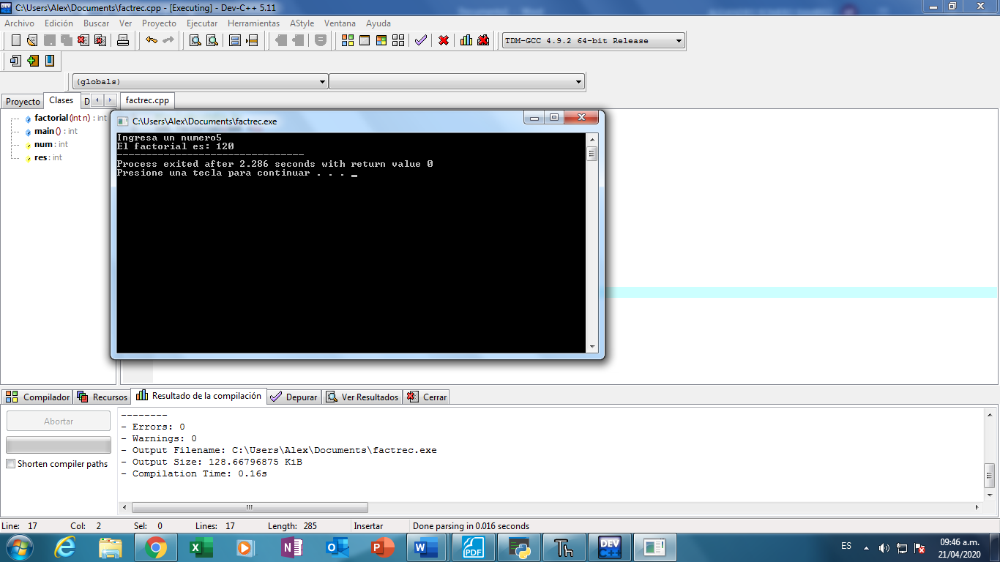 C:\Users\Alex\Documents\factrec.cpp - [Executing] - Dev-C++ 5.11
Archivo Edición Buscar Ver Proyecto Ejecutar Herramientas AStyle Ventana Ayuda
TDM-GCC 4.9.2 64-bit Release
(globals)
Proyecto Clases D factrec.cpp
factorial (int n) : int
main () : int
num : int
res : int
C:\Users\Alex\Documents\factrec.exe
Ingresa un numero5
El factorial es: 120
--------------------------------
Process exited after 2.286 seconds with return value 0
Presione una tecla para continuar . . .
Compilador Recursos Resultado de la compilación Depurar Ver Resultados Cerrar
Abortar
Shorten compiler paths
--------
- Errors: 0
- Warnings: 0
- Output Filename: C:\Users\Alex\Documents\factrec.exe
- Output Size: 128.66796875 KiB
- Compilation Time: 0.16s
Line: 17 Col: 2 Sel: 0 Lines: 17 Length: 285 Insertar Done parsing in 0.016 seconds
PDF Th DEV C++
ES
09:46 a.m.
21/04/2020